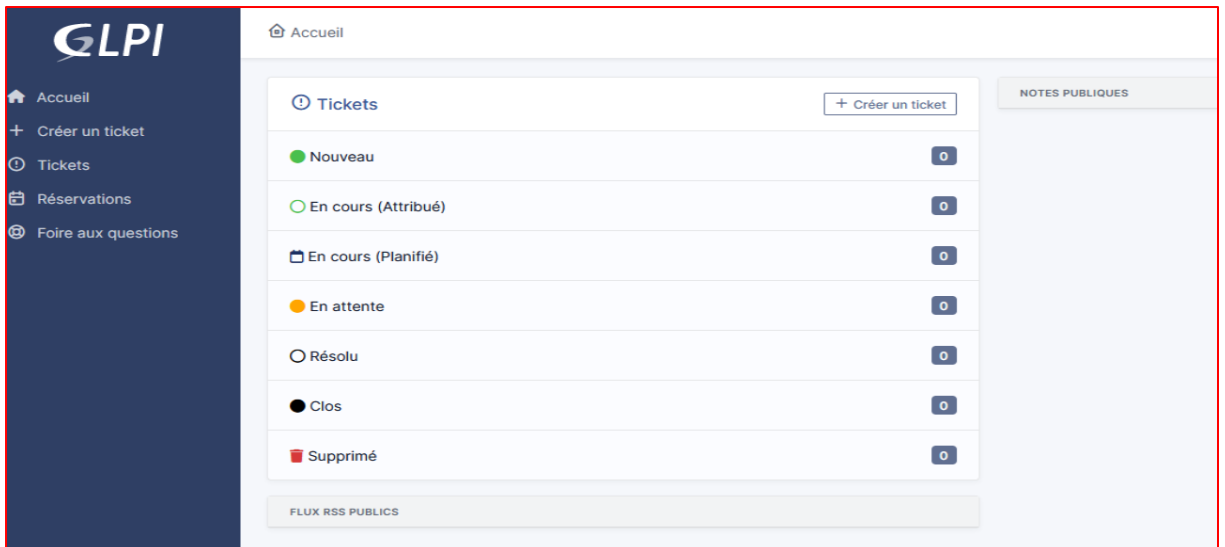 GLPI
Accueil
Créer un ticket
Tickets
Réservations
Foire aux questions
Accueil
Tickets
+ Créer un ticket
Nouveau 0
En cours (Attribué) 0
En cours (Planifié) 0
En attente 0
Résolu 0
Clos 0
Supprimé 0
FLUX RSS PUBLICS
NOTES PUBLIQUES